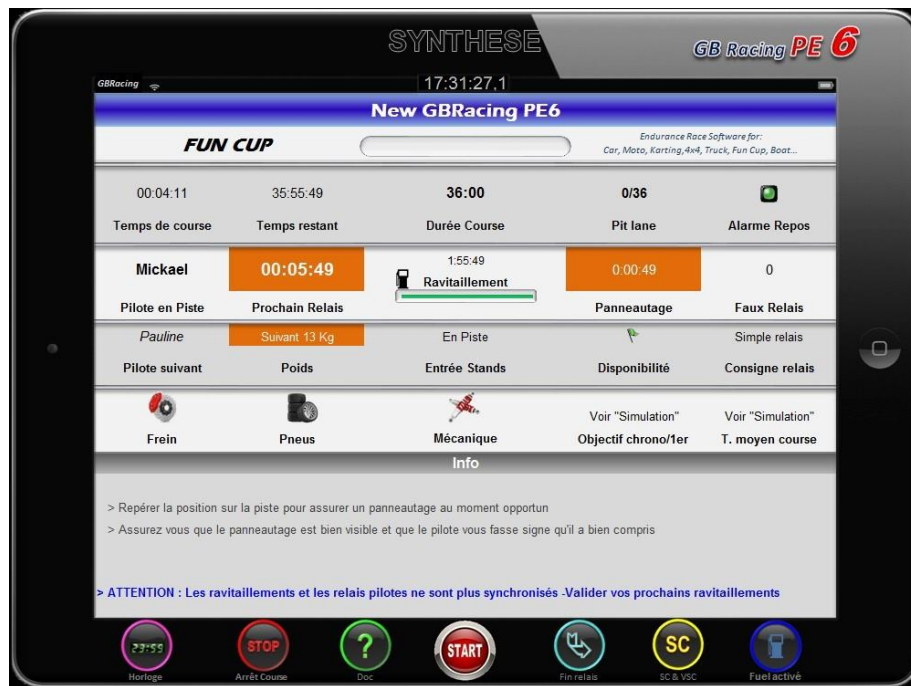 SYNTHESE
GB Racing PE 6
GBRacing
17:31:27,1
New GBRacing PE6
FUN CUP
Endurance Race Software for:
Car, Moto, Karting,4x4, Truck, Fun Cup, Boat...
00:04:11 35:55:49 36:00 0/36
Temps de course Temps restant Durée Course Pit lane Alarme Repos
Mickael 00:05:49 1:55:49 0:00:49 0
Ravitaillement
Pilote en Piste Prochain Relais Panneautage Faux Relais
Pauline Suivant 13 Kg En Piste Simple relais
Pilote suivant Poids Entrée Stands Disponibilité Consigne relais
Voir "Simulation" Voir "Simulation"
Frein Pneus Mécanique Objectif chrono/1er T. moyen course
Info
> Repérer la position sur la piste pour assurer un panneautage au moment opportun
> Assurez vous que le panneautage est bien visible et que le pilote vous fasse signe qu'il a bien compris
> ATTENTION : Les ravitaillements et les relais pilotes ne sont plus synchronisés -Valider vos prochains ravitaillements
23:59 STOP ? START SC
Horloge Arrêt Course Doc Fin relais SC & VSC Fuel activé